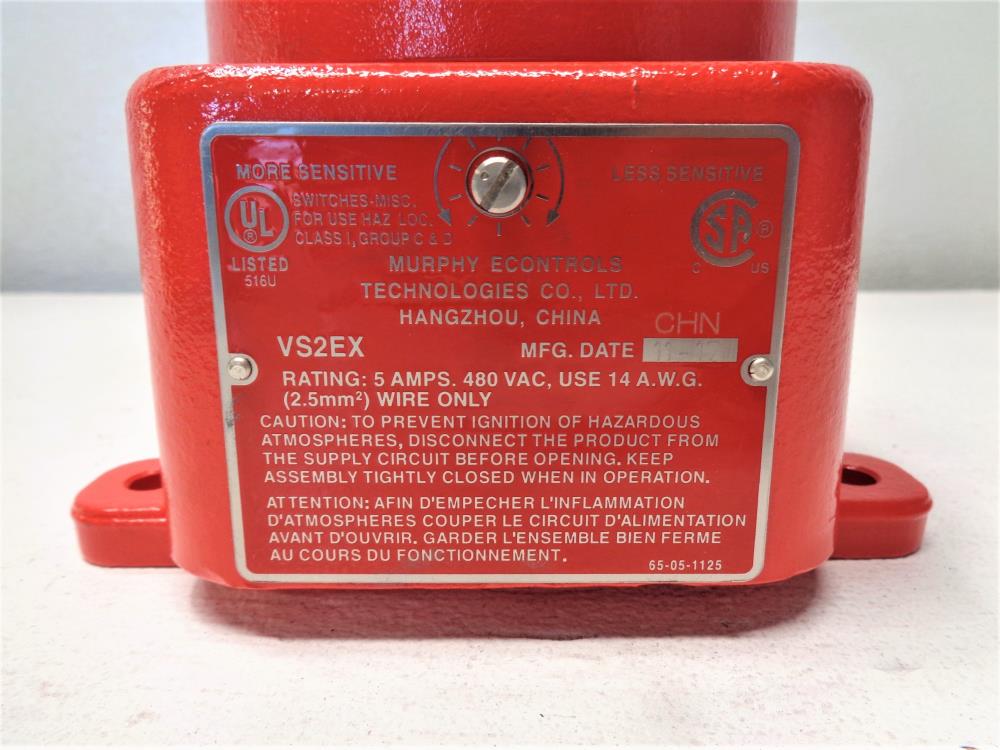 MORE SENSITIVE
LESS SENSITIVE
UL
®
LISTED
516U
SWITCHES-MISC.
FOR USE HAZ LOC.
CLASS I, GROUP C & D
CSA
®
C US
MURPHY ECONTROLS
TECHNOLOGIES CO., LTD.
HANGZHOU, CHINA
CHN
VS2EX
MFG. DATE
RATING: 5 AMPS. 480 VAC, USE 14 A.W.G.
(2.5mm²) WIRE ONLY
CAUTION: TO PREVENT IGNITION OF HAZARDOUS
ATMOSPHERES, DISCONNECT THE PRODUCT FROM
THE SUPPLY CIRCUIT BEFORE OPENING. KEEP
ASSEMBLY TIGHTLY CLOSED WHEN IN OPERATION.
ATTENTION: AFIN D'EMPECHER L'INFLAMMATION
D'ATMOSPHERES COUPER LE CIRCUIT D'ALIMENTATION
AVANT D'OUVRIR. GARDER L'ENSEMBLE BIEN FERME
AU COURS DU FONCTIONNEMENT.
65-05-1125